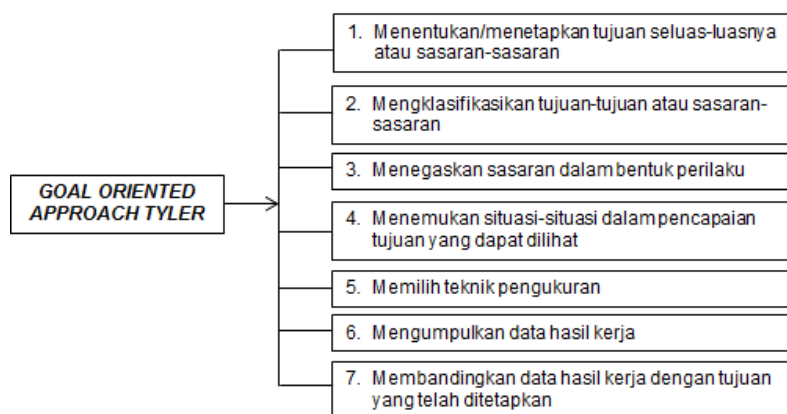 1. Menentukan/menetapkan tujuan seluas-luasnya
atau sasaran-sasaran
2. Mengklasifikasikan tujuan-tujuan atau sasaran-
sasaran
3. Menegaskan sasaran dalam bentuk perilaku
GOAL ORIENTED
APPROACH TYLER
4. Menemukan situasi-situasi dalam pencapaian
tujuan yang dapat dilihat
5. Memilih teknik pengukuran
6. Mengumpulkan data hasil kerja
7. Membandingkan data hasil kerja dengan tujuan
yang telah ditetapkan